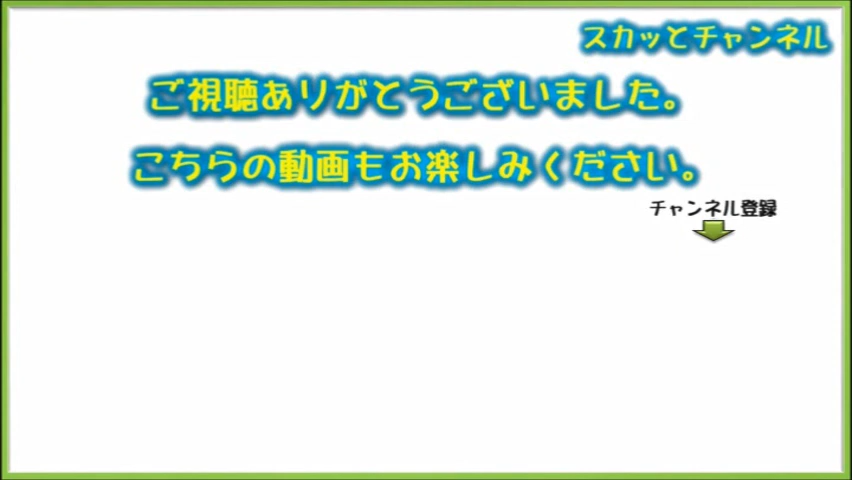 スカッとチャンネル
ご視聴ありがとうございました。
こちらの動画もお楽しみください。
チャンネル登録